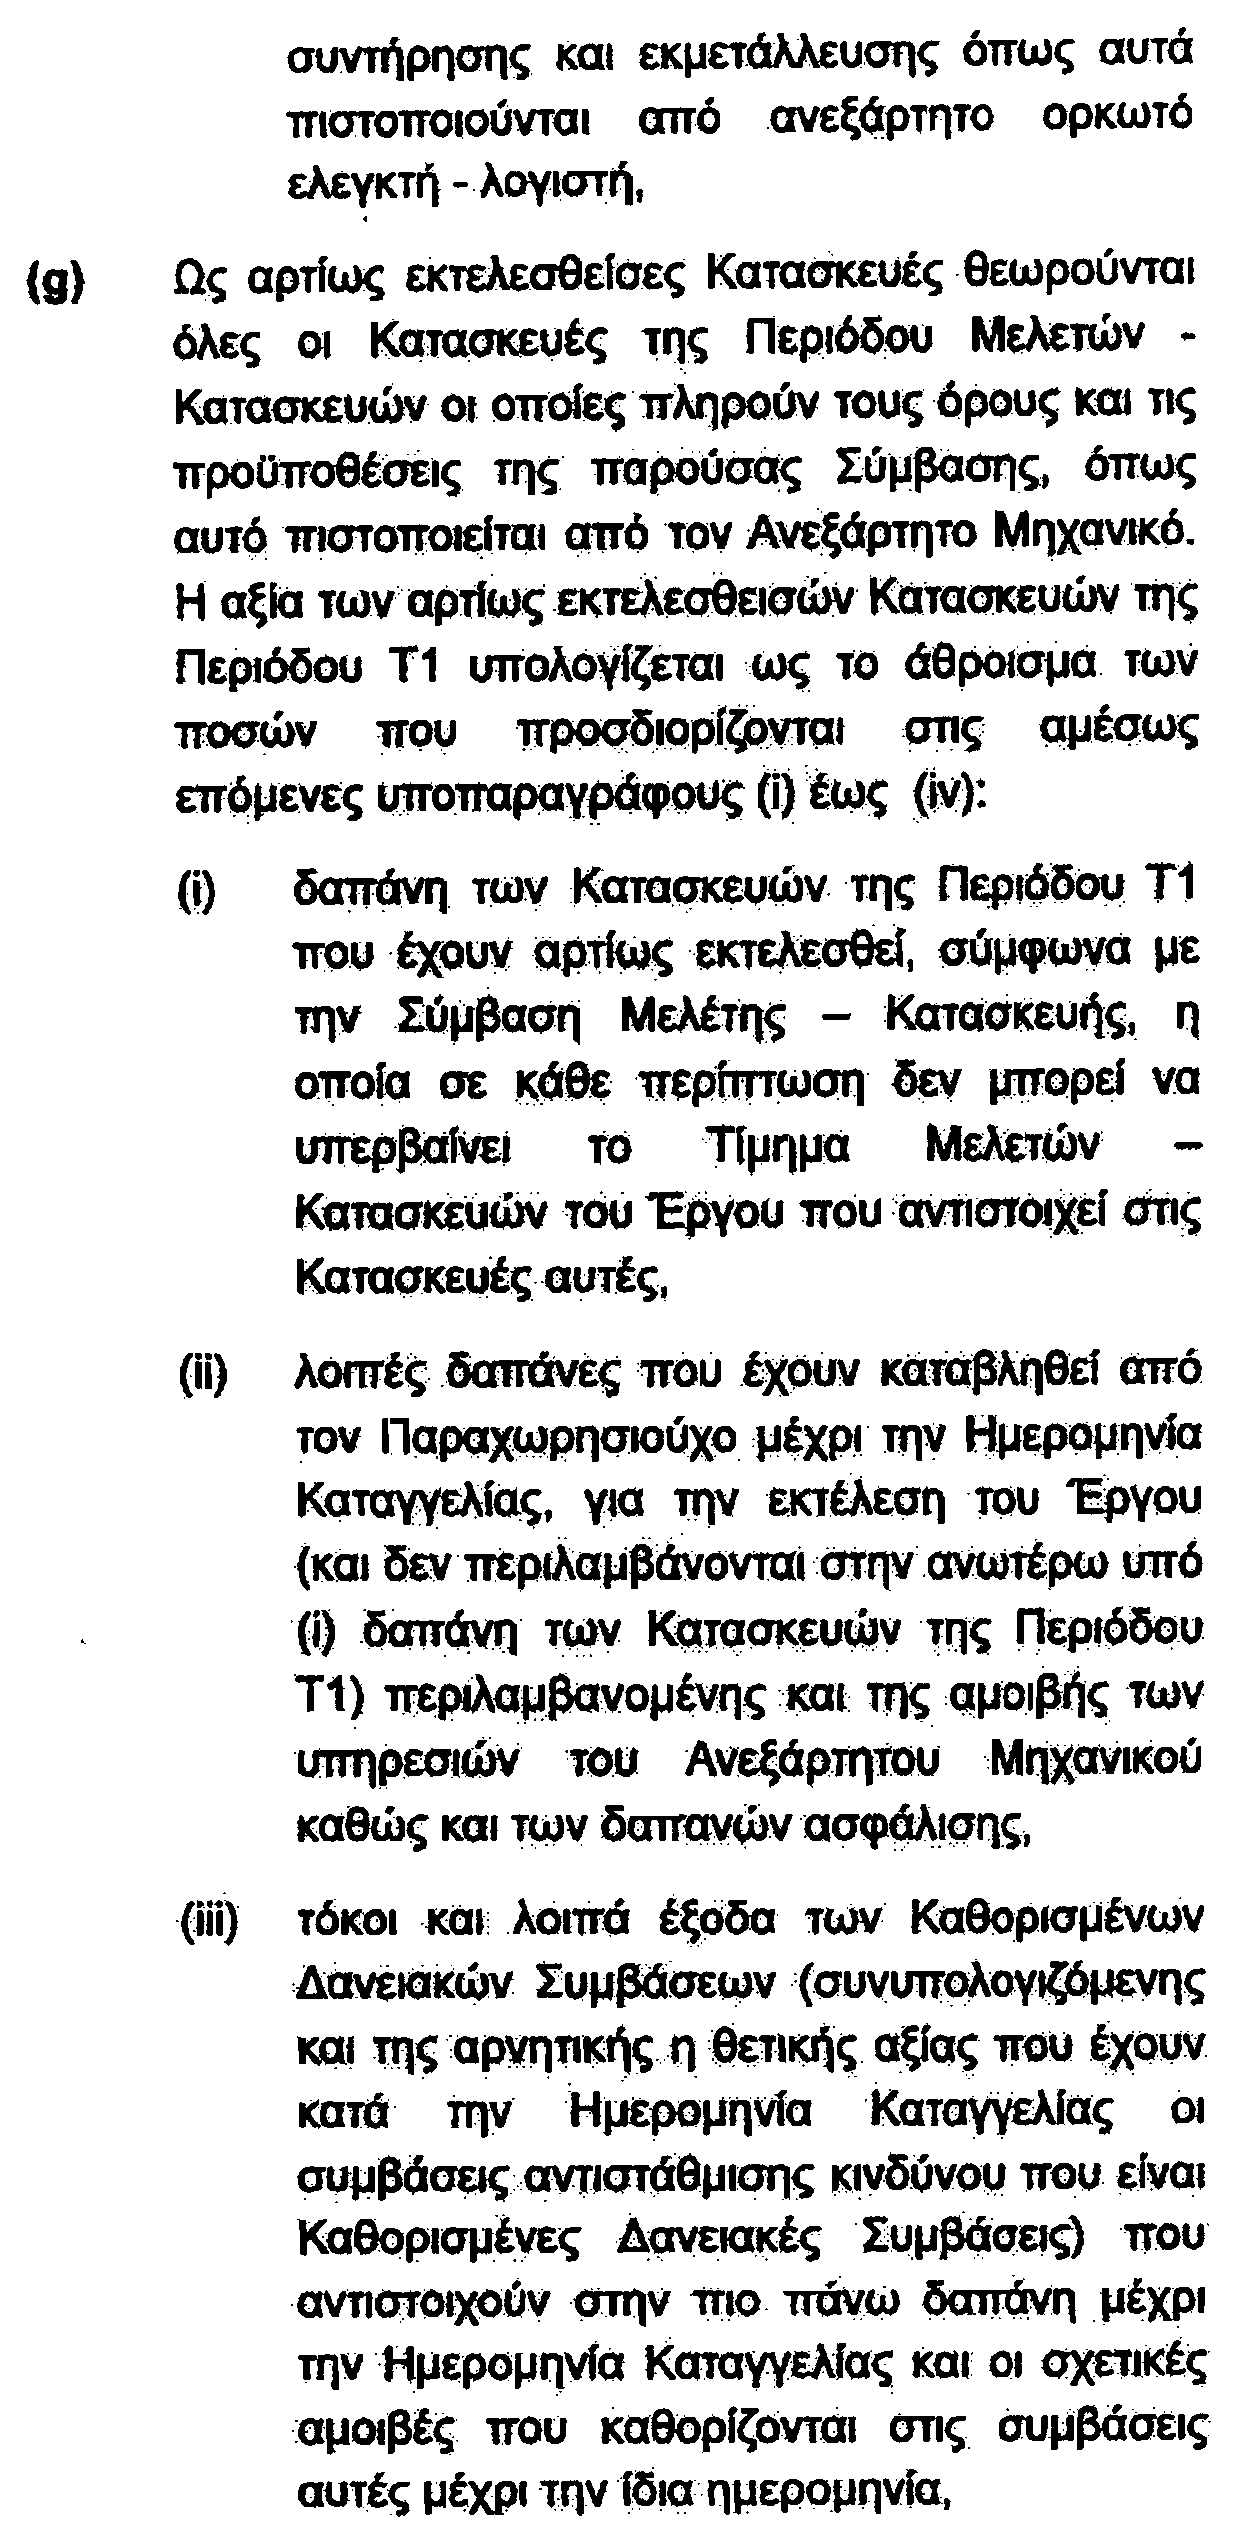 συντήρησης και εκμετάλλευσης όπως αυτά
πιστοποιούνται από ανεξάρτητο ορκωτό
ελεγκτή - λογιστή,
(g) Ως αρτίως εκτελεσθείσες Κατασκευές θεωρούνται
όλες οι Κατασκευές της Περιόδου Μελετών -
Κατασκευών οι οποίες πληρούν τους όρους και τις
προϋποθέσεις της παρούσας Σύμβασης, όπως
αυτό πιστοποιείται από τον Ανεξάρτητο Μηχανικό.
Η αξία των αρτίως εκτελεσθεισών Κατασκευών της
Περιόδου Τ1 υπολογίζεται ως το άθροισμα των
ποσών που προσδιορίζονται στις αμέσως
επόμενες υποπαραγράφους (i) έως (iv):
(i) δαπάνη των Κατασκευών της Περιόδου Τ1
που έχουν αρτίως εκτελεσθεί, σύμφωνα με
την Σύμβαση Μελέτης – Κατασκευής, η
οποία σε κάθε περίπτωση δεν μπορεί να
υπερβαίνει το Τίμημα Μελετών –
Κατασκευών του Έργου που αντιστοιχεί στις
Κατασκευές αυτές,
(ii) λοιπές δαπάνες που έχουν καταβληθεί από
τον Παραχωρησιούχο μέχρι την Ημερομηνία
Καταγγελίας, για την εκτέλεση του Έργου
(και δεν περιλαμβάνονται στην ανωτέρω υπό
(i) δαπάνη των Κατασκευών της Περιόδου
Τ1) περιλαμβανομένης και της αμοιβής των
υπηρεσιών του Ανεξάρτητου Μηχανικού
καθώς και των δαπανών ασφάλισης,
(iii) τόκοι και λοιπά έξοδα των Καθορισμένων
Δανειακών Συμβάσεων (συνυπολογιζόμενης
και της αρνητικής η θετικής αξίας που έχουν
κατά την Ημερομηνία Καταγγελίας οι
συμβάσεις αντιστάθμισης κινδύνου που είναι
Καθορισμένες Δανειακές Συμβάσεις) που
αντιστοιχούν στην πιο πάνω δαπάνη μέχρι
την Ημερομηνία Καταγγελίας και οι σχετικές
αμοιβές που καθορίζονται στις συμβάσεις
αυτές μέχρι την ίδια ημερομηνία,